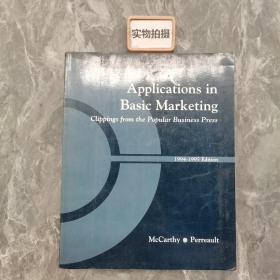 实物拍摄
Applications in
Basic Marketing
Clippings from the Popular Business Press
1994-1995 Edition
McCarthy ● Perreault